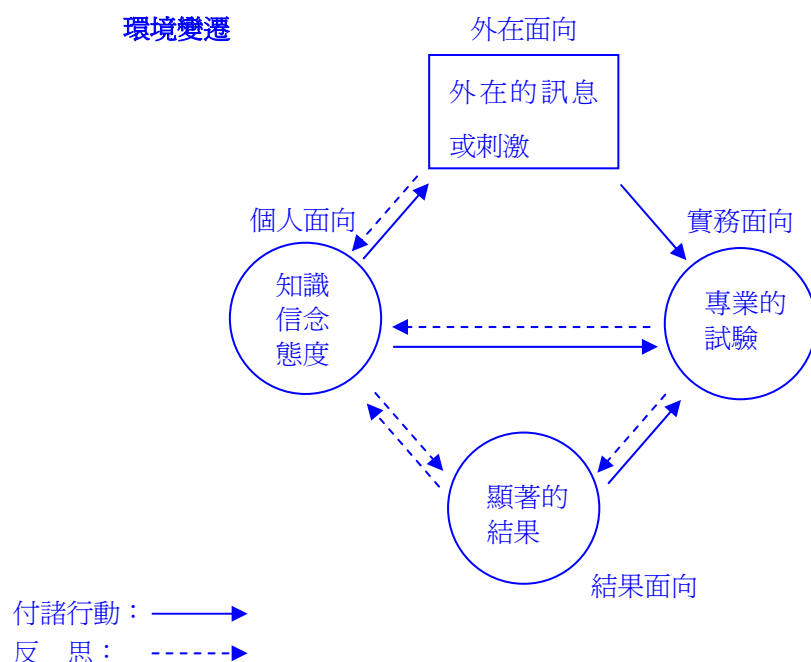 環境變遷
外在面向
外在的訊息
或刺激
個人面向
實務面向
知識
信念
態度
專業的
試驗
顯著的
結果
結果面向
付諸行動：
反 思：